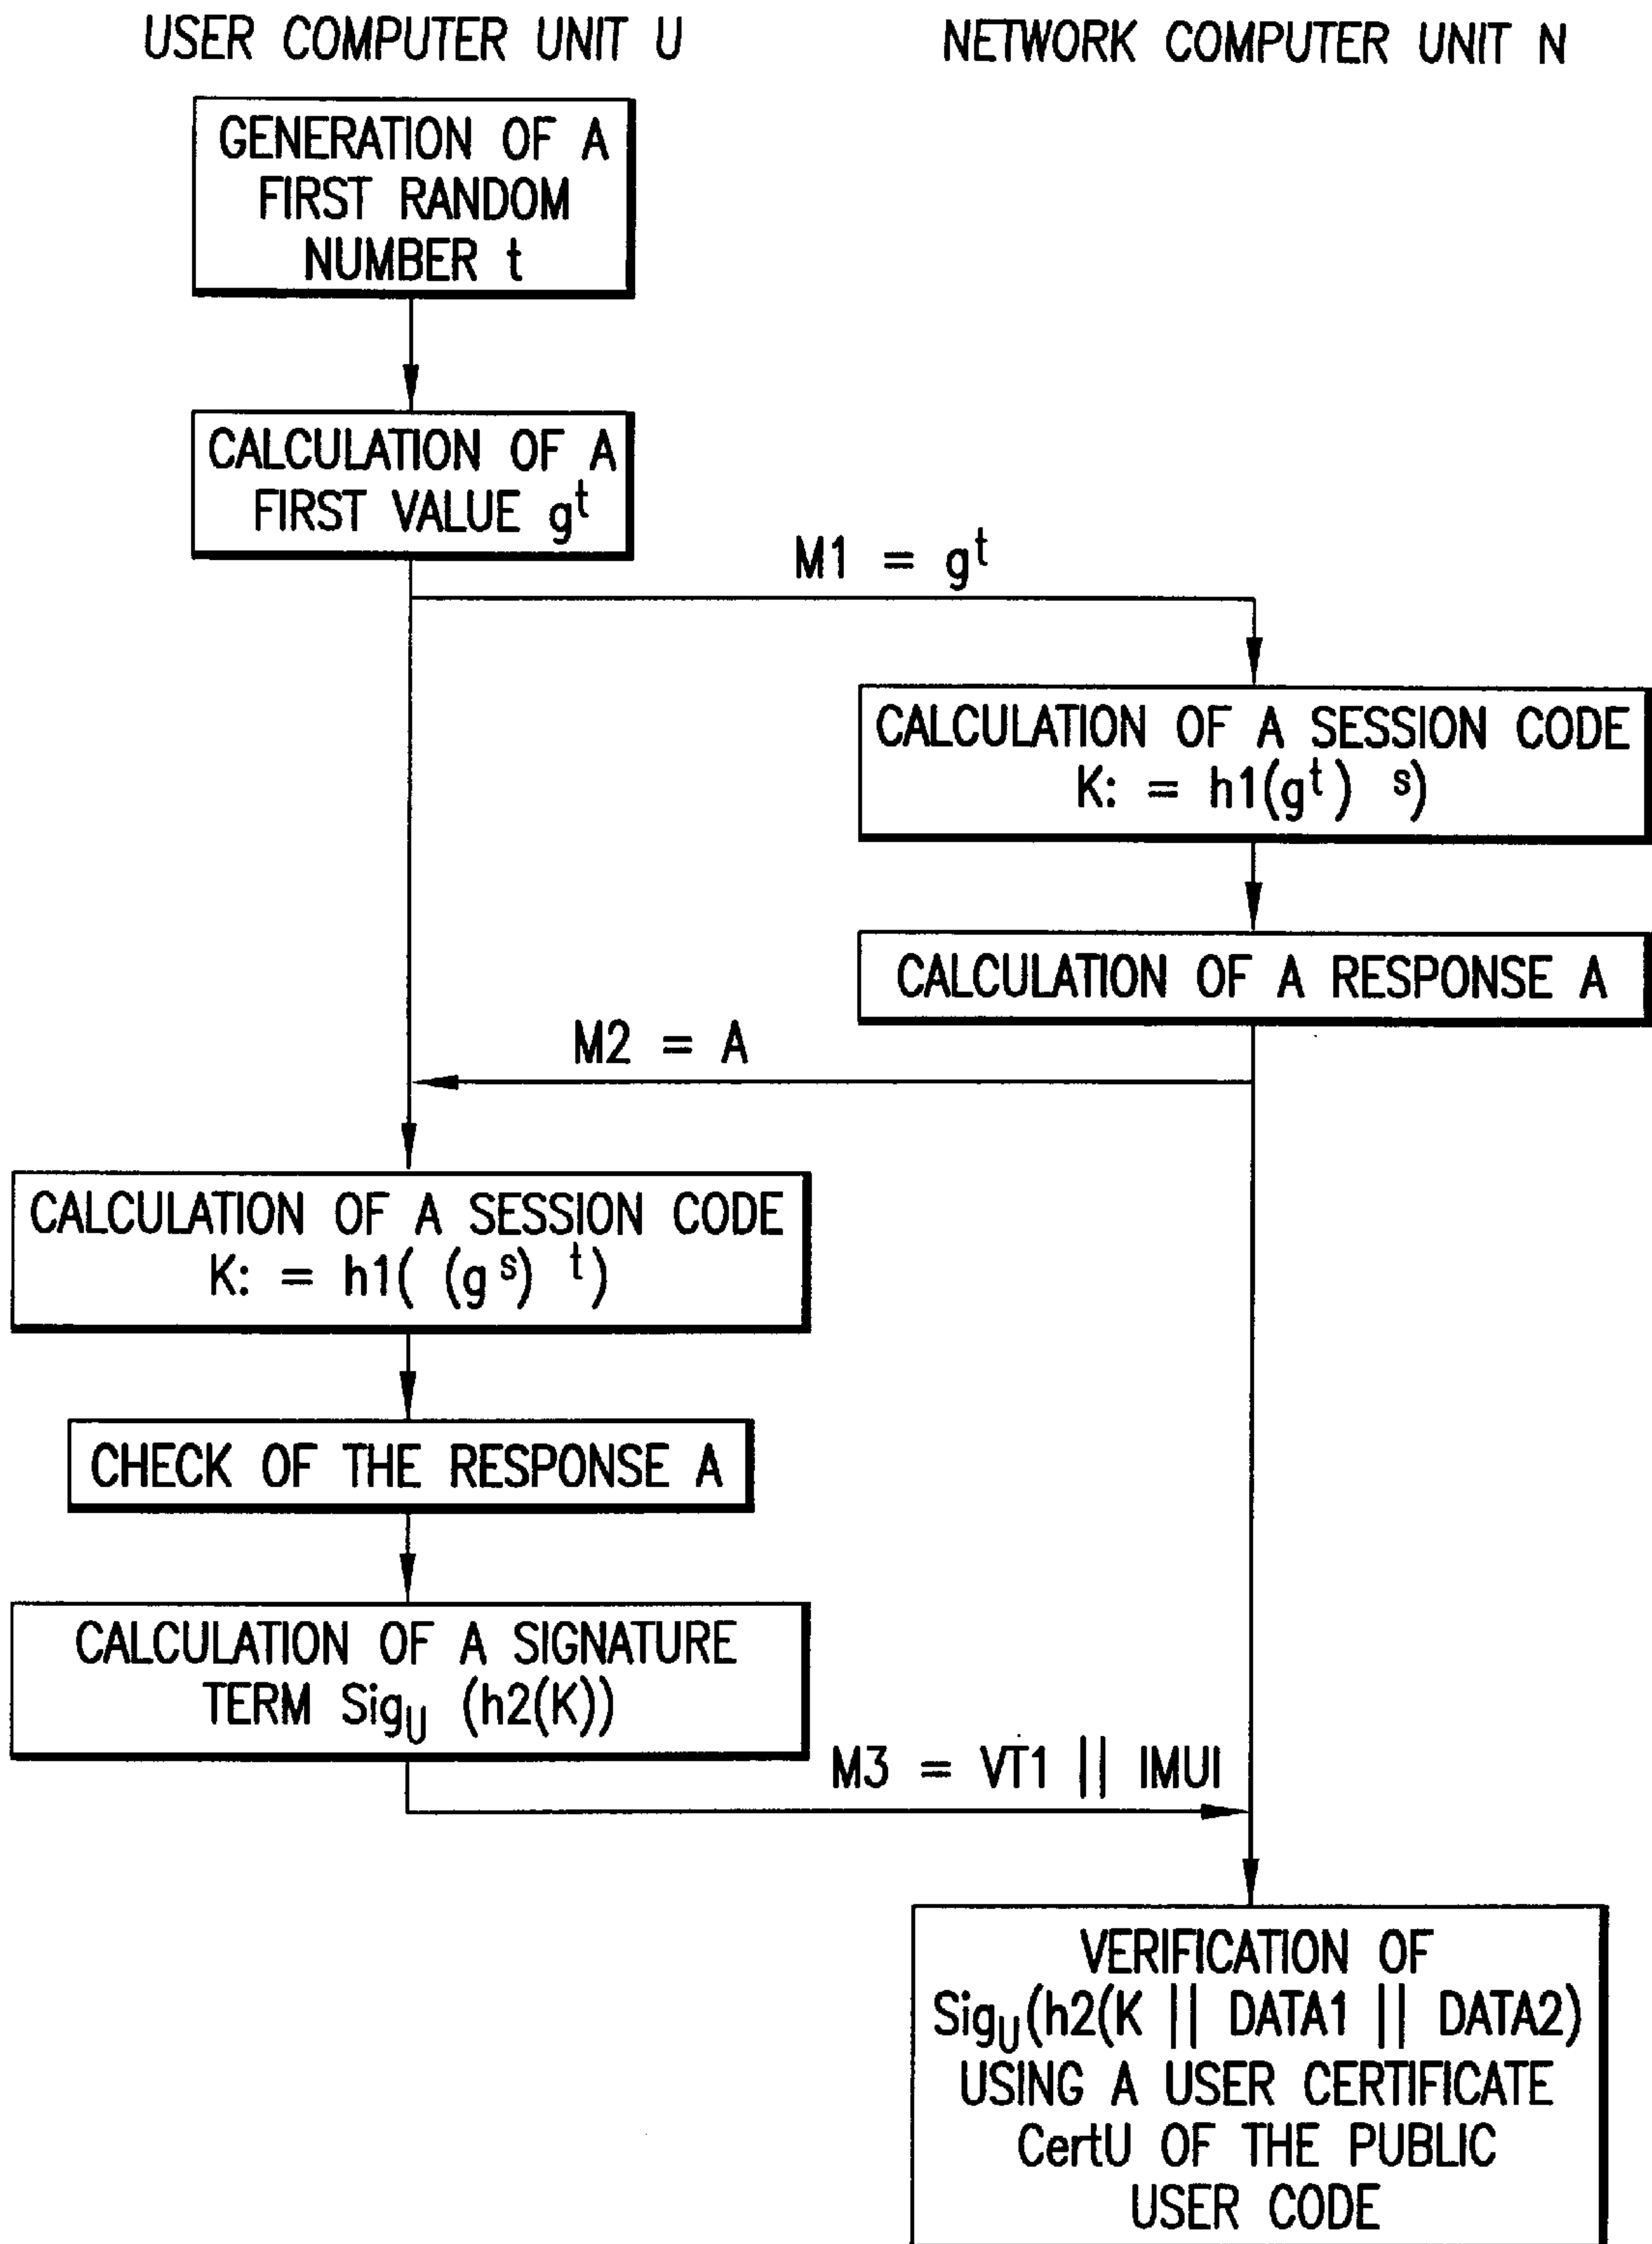 USER COMPUTER UNIT U
NETWORK COMPUTER UNIT N
GENERATION OF A
FIRST RANDOM
NUMBER t
CALCULATION OF A
FIRST VALUE g^t
M1 = g^t
CALCULATION OF A SESSION CODE
K: = h1(g^t) ^s)
CALCULATION OF A RESPONSE A
M2 = A
CALCULATION OF A SESSION CODE
K: = h1( (g^s) ^t)
CHECK OF THE RESPONSE A
CALCULATION OF A SIGNATURE
TERM Sig_U (h2(K))
M3 = VT1 || IMUI
VERIFICATION OF
Sig_U(h2(K || DATA1 || DATA2)
USING A USER CERTIFICATE
CertU OF THE PUBLIC
USER CODE